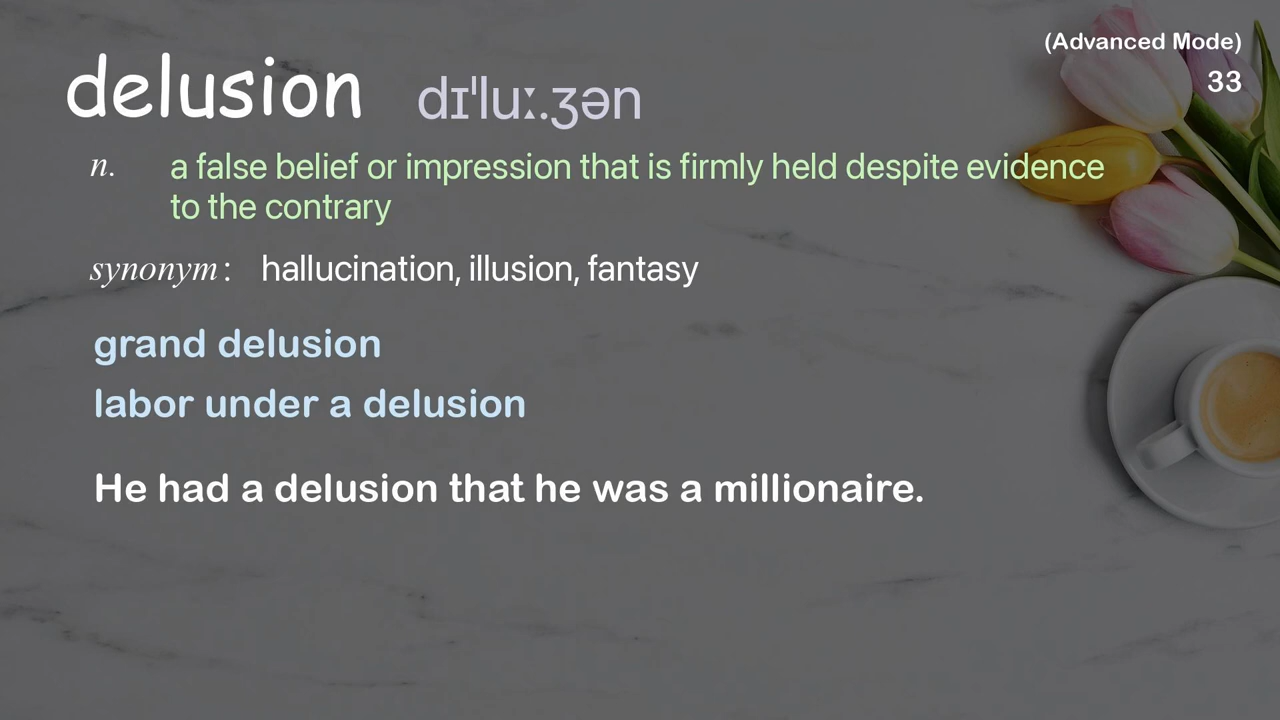 (Advanced Mode)
33
delusion dɪˈluː.ʒən
n. a false belief or impression that is firmly held despite evidence
to the contrary
synonym: hallucination, illusion, fantasy
grand delusion
labor under a delusion
He had a delusion that he was a millionaire.